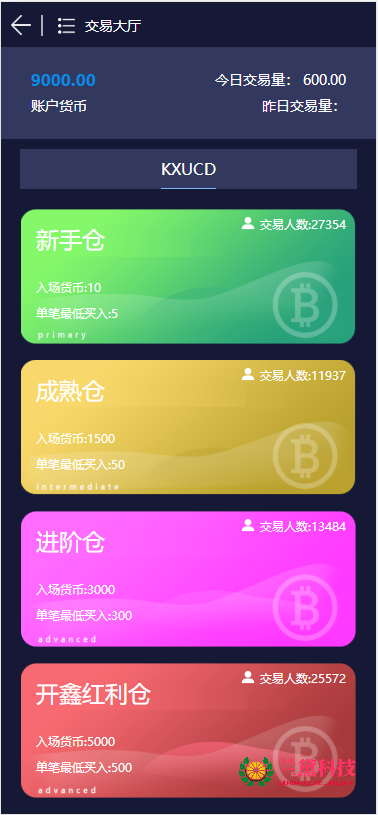 交易大厅
9000.00
今日交易量： 600.00
账户货币
昨日交易量：
KXUCD
交易人数:27354
新手仓
入场货币:10
单笔最低买入:5
primary
交易人数:11937
成熟仓
入场货币:1500
单笔最低买入:50
intermediate
交易人数:13484
进阶仓
入场货币:3000
单笔最低买入:300
advanced
交易人数:25572
开鑫红利仓
入场货币:5000
单笔最低买入:500
科技
advanced